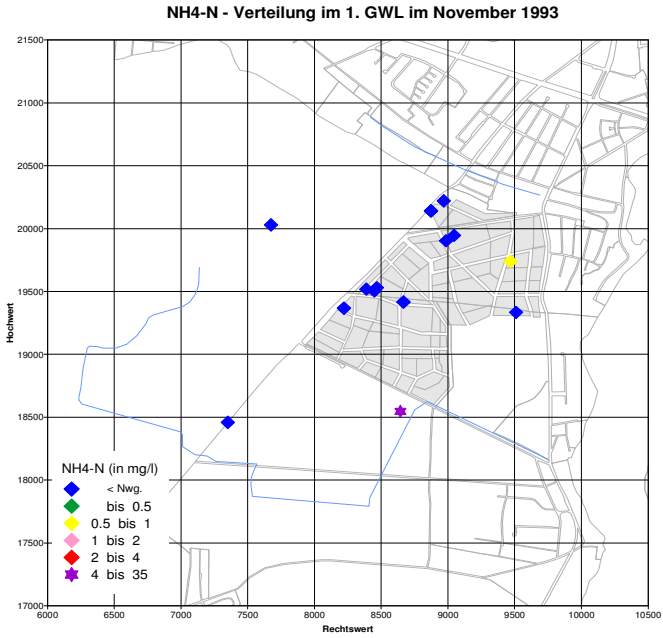 NH4-N - Verteilung im 1. GWL im November 1993
21500
21000
20500
20000
19500
19000
18500
18000
17500
17000
Hochwert
NH4-N (in mg/l)
< Nwg.
bis 0.5
0.5 bis 1
1 bis 2
2 bis 4
4 bis 35
6000 6500 7000 7500 8000 8500 9000 9500 10000 10500
Rechtswert